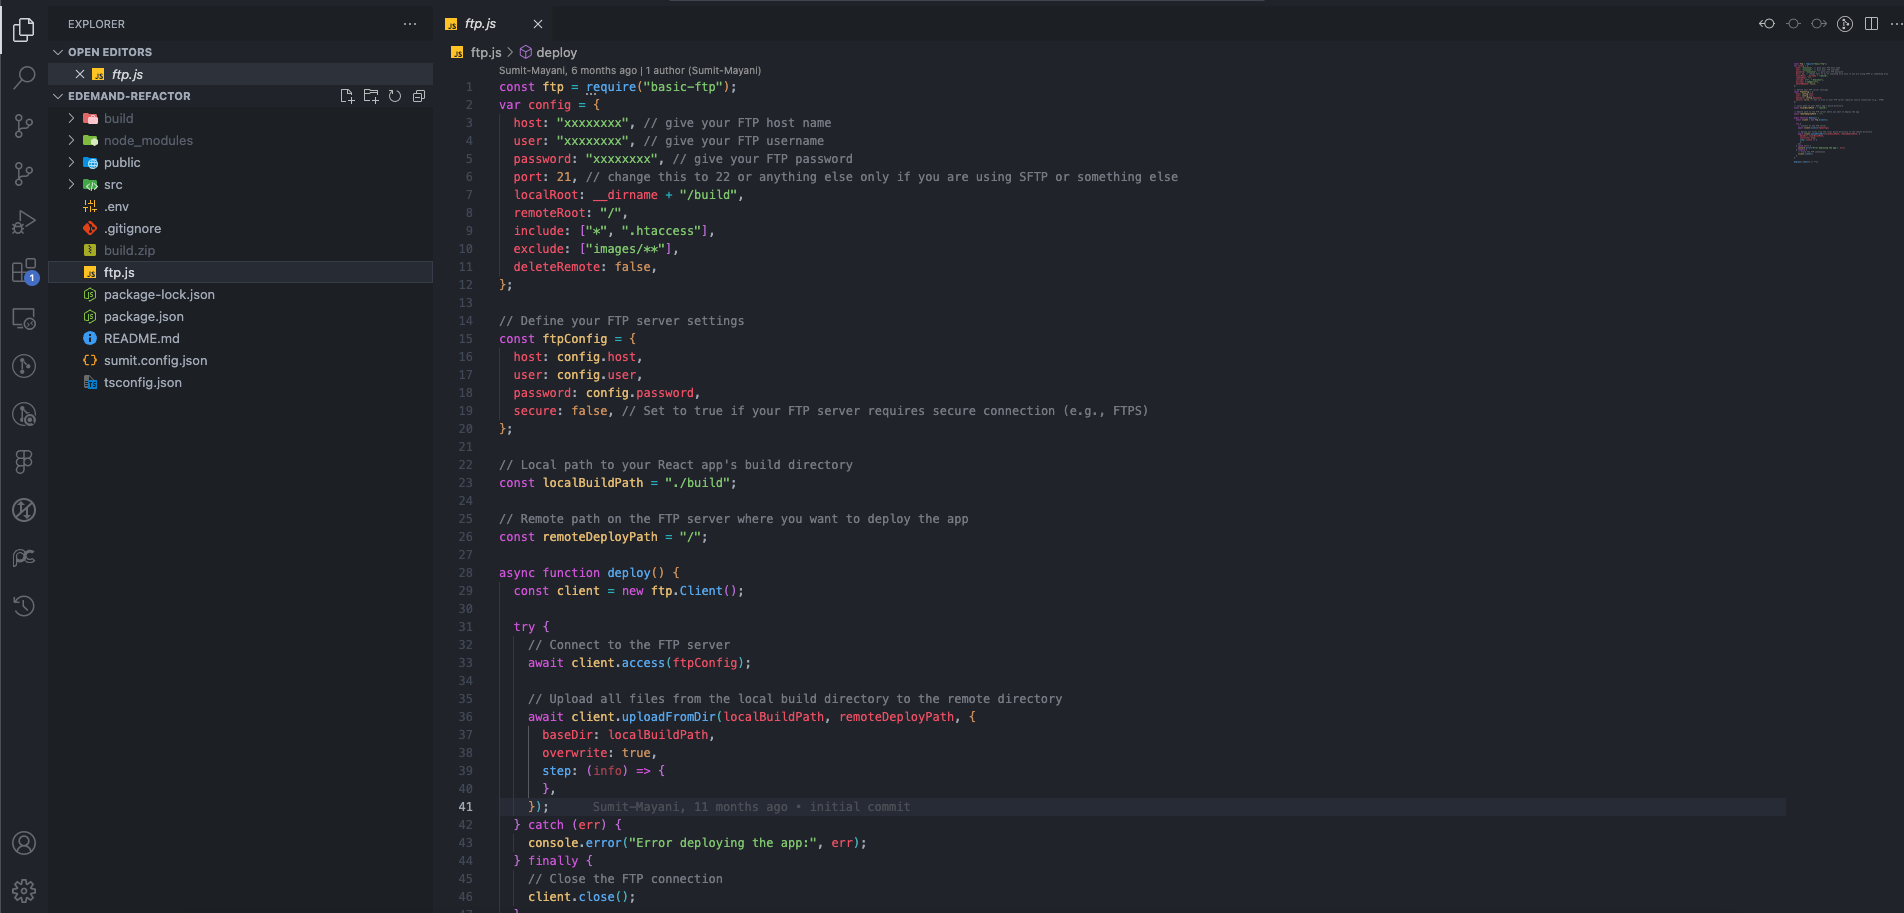 EXPLORER
OPEN EDITORS
ftp.js
EDEMAND-REFACTOR
build
node_modules
public
src
.env
.gitignore
build.zip
ftp.js
package-lock.json
package.json
README.md
sumit.config.json
tsconfig.json
1
ftp.js
ftp.js > deploy
Sumit-Mayani, 6 months ago | 1 author (Sumit-Mayani)
1 const ftp = require("basic-ftp");
2 var config = {
3 host: "xxxxxxxx", // give your FTP host name
4 user: "xxxxxxxx", // give your FTP username
5 password: "xxxxxxxx", // give your FTP password
6 port: 21, // change this to 22 or anything else only if you are using SFTP or something else
7 localRoot: __dirname + "/build",
8 remoteRoot: "/",
9 include: ["*", ".htaccess"],
10 exclude: ["images/**"],
11 deleteRemote: false,
12 };
13
14 // Define your FTP server settings
15 const ftpConfig = {
16 host: config.host,
17 user: config.user,
18 password: config.password,
19 secure: false, // Set to true if your FTP server requires secure connection (e.g., FTPS)
20 };
21
22 // Local path to your React app's build directory
23 const localBuildPath = "./build";
24
25 // Remote path on the FTP server where you want to deploy the app
26 const remoteDeployPath = "/";
27
28 async function deploy() {
29 const client = new ftp.Client();
30
31 try {
32 // Connect to the FTP server
33 await client.access(ftpConfig);
34
35 // Upload all files from the local build directory to the remote directory
36 await client.uploadFromDir(localBuildPath, remoteDeployPath, {
37 baseDir: localBuildPath,
38 overwrite: true,
39 step: (info) => {
40 },
41 }); Sumit-Mayani, 11 months ago • initial commit
42 } catch (err) {
43 console.error("Error deploying the app:", err);
44 } finally {
45 // Close the FTP connection
46 client.close();